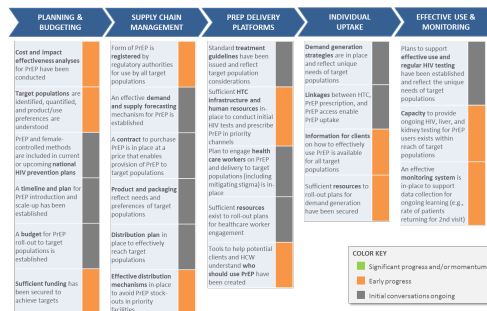 PLANNING &
BUDGETING
Cost and impact
effectiveness analyses
for PrEP have been
conducted
Target populations are
identified, quantified,
and product/use
preferences are
understood
PrEP and female-
controlled methods
are included in current
or upcoming national
HIV prevention plans
A timeline and plan for
PrEP introduction and
scale-up has been
established
A budget for PrEP
roll-out to target
populations is
established
Sufficient funding has
been secured to
achieve targets
SUPPLY CHAIN
MANAGEMENT
Form of PrEP is
registered by
regulatory authorities
for use by all target
populations
An effective demand
and supply forecasting
mechanism for PrEP is
established
A contract to purchase
PrEP is in place at a
price that enables
provision of PrEP to
target populations
Product and packaging
reflect needs and
preferences of target
populations
Distribution plan in
place to effectively
reach target
populations
Effective distribution
mechanisms in-place
to avoid PrEP stock-
outs in priority
facilities
PREP DELIVERY
PLATFORMS
Standard treatment
guidelines have been
issued and reflect
target population
considerations
Sufficient HTC
infrastructure and
human resources in-
place to conduct initial
HIV tests and prescribe
PrEP in priority
channels
Plan to engage health
care workers on PrEP
and delivery to target
populations (including
mitigating stigma) is in-
place
Sufficient resources
exist to roll-out plans
for healthcare worker
engagement
Tools to help potential
clients and HCW
understand who
should use PrEP have
been created
INDIVIDUAL
UPTAKE
Demand generation
strategies are in place
and reflect unique
needs of target
populations
Linkages between HTC,
PrEP prescription, and
PrEP access enable
PrEP uptake
Information for clients
on how to effectively
use PrEP is available
for all target
populations
Sufficient resources to
roll-out plans for
demand generation
have been secured
EFFECTIVE USE &
MONITORING
Plans to support
effective use and
regular HIV testing
have been established
and reflect the unique
needs of target
populations
Capacity to provide
ongoing HIV, liver, and
kidney testing for PrEP
users exists within
reach of target
populations
An effective
monitoring system is
in-place to support
data collection for
ongoing learning (e.g.,
rate of patients
returning for 2nd visit)
COLOR KEY
Significant progress and/or momentum
Early progress
Initial conversations ongoing